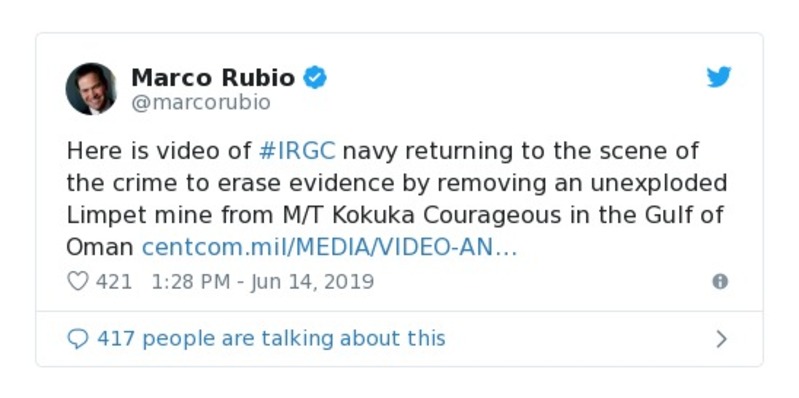 Marco Rubio
@marcorubio
Here is video of #IRGC navy returning to the scene of
the crime to erase evidence by removing an unexploded
Limpet mine from M/T Kokuka Courageous in the Gulf of
Oman centcom.mil/MEDIA/VIDEO-AN…
421 1:28 PM - Jun 14, 2019
417 people are talking about this